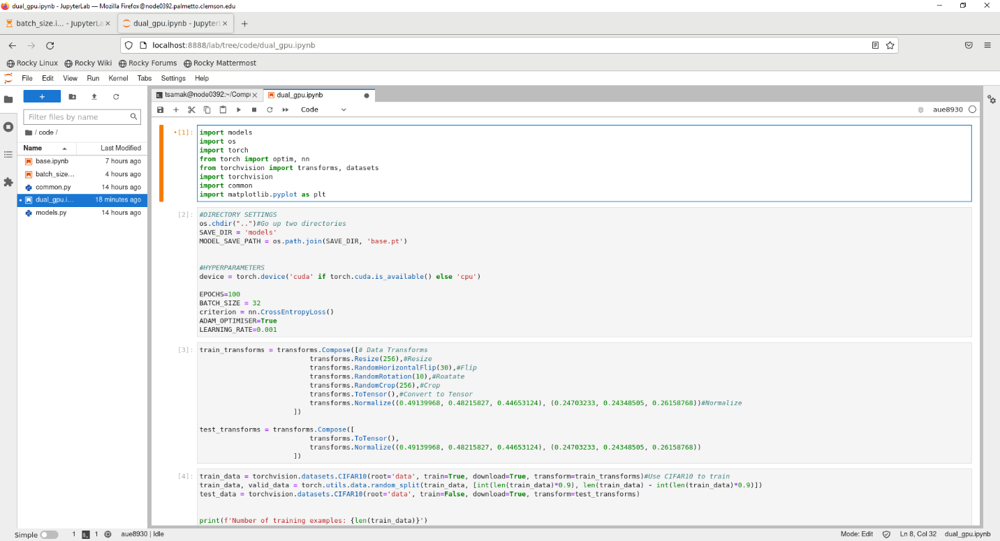 dual_gpu.ipynb - JupyterLab — Mozilla Firefox@node0392.palmetto.clemson.edu
batch_size.i... - JupyterLa
dual_gpu.ipynb - JupyterL
localhost:8888/lab/tree/code/dual_gpu.ipynb
Rocky Linux Rocky Wiki Rocky Forums Rocky Mattermost
File Edit View Run Kernel Tabs Settings Help
Filter files by name
/ code /
Name Last Modified
base.ipynb 7 hours ago
batch_size... 4 hours ago
common.py 14 hours ago
dual_gpu.i... 18 minutes ago
models.py 14 hours ago
tsamak@node0392:~/Compu
dual_gpu.ipynb
Code
aue8930
[1]:
import models
import os
import torch
from torch import optim, nn
from torchvision import transforms, datasets
import torchvision
import common
import matplotlib.pyplot as plt
[2]:
#DIRECTORY SETTINGS
os.chdir("..")#Go up two directories
SAVE_DIR = 'models'
MODEL_SAVE_PATH = os.path.join(SAVE_DIR, 'base.pt')
#HYPERPARAMETERS
device = torch.device('cuda' if torch.cuda.is_available() else 'cpu')
EPOCHS=100
BATCH_SIZE = 32
criterion = nn.CrossEntropyLoss()
ADAM_OPTIMISER=True
LEARNING_RATE=0.001
[3]:
train_transforms = transforms.Compose([# Data Transforms
transforms.Resize(256),#Resize
transforms.RandomHorizontalFlip(30),#Flip
transforms.RandomRotation(10),#Roatate
transforms.RandomCrop(256),#Crop
transforms.ToTensor(),#Convert to Tensor
transforms.Normalize((0.49139968, 0.48215827, 0.44653124), (0.24703233, 0.24348505, 0.26158768))#Normalize
])
test_transforms = transforms.Compose([
transforms.ToTensor(),
transforms.Normalize((0.49139968, 0.48215827, 0.44653124), (0.24703233, 0.24348505, 0.26158768))
])
[4]:
train_data = torchvision.datasets.CIFAR10(root='data', train=True, download=True, transform=train_transforms)#Use CIFAR10 to train
train_data, valid_data = torch.utils.data.random_split(train_data, [int(len(train_data)*0.9), len(train_data) - int(len(train_data)*0.9)])
test_data = torchvision.datasets.CIFAR10(root='data', train=False, download=True, transform=test_transforms)
print(f'Number of training examples: {len(train_data)}')
Simple 1 1 aue8930 | Idle Mode: Edit Ln 8, Col 32 dual_gpu.ipynb